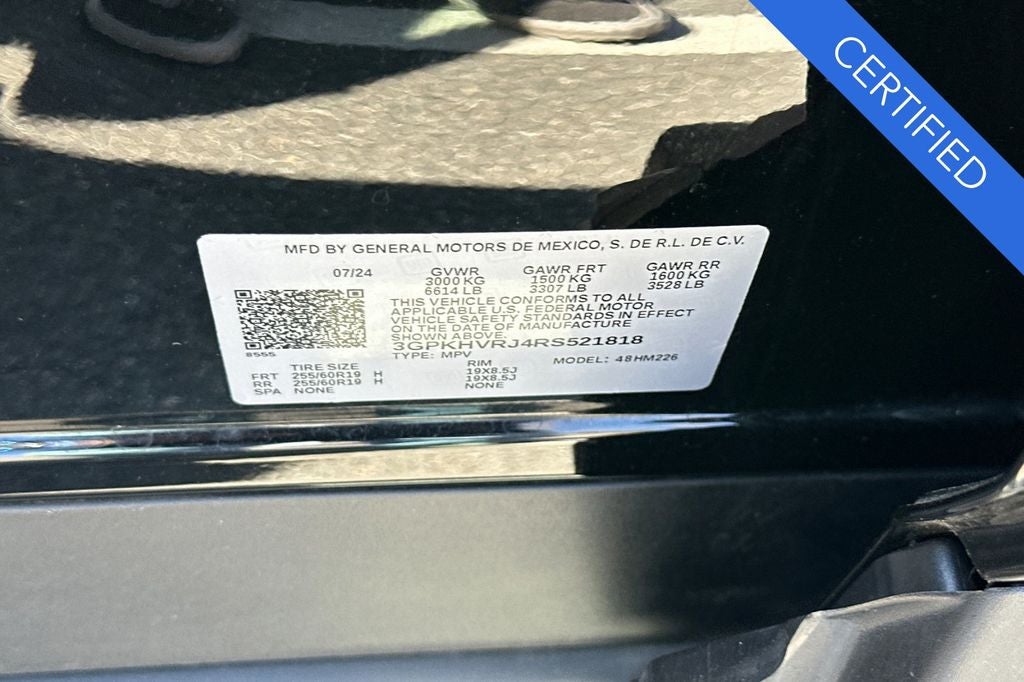 CERTIFIED
MFD BY GENERAL MOTORS DE MEXICO, S. DE R.L. DE C.V.
07/24 GVWR GAWR FRT GAWR RR
3000 KG 1500 KG 1600 KG
6614 LB 3307 LB 3528 LB
THIS VEHICLE CONFORMS TO ALL
APPLICABLE U.S. FEDERAL MOTOR
VEHICLE SAFETY STANDARDS IN EFFECT
ON THE DATE OF MANUFACTURE
SHOWN ABOVE.
3GPKHVRJ4RS521818
8555 TYPE: MPV MODEL: 48HM226
TIRE SIZE RIM
FRT 255/60R19 H 19X8.5J
RR 255/60R19 H 19X8.5J
SPA NONE NONE